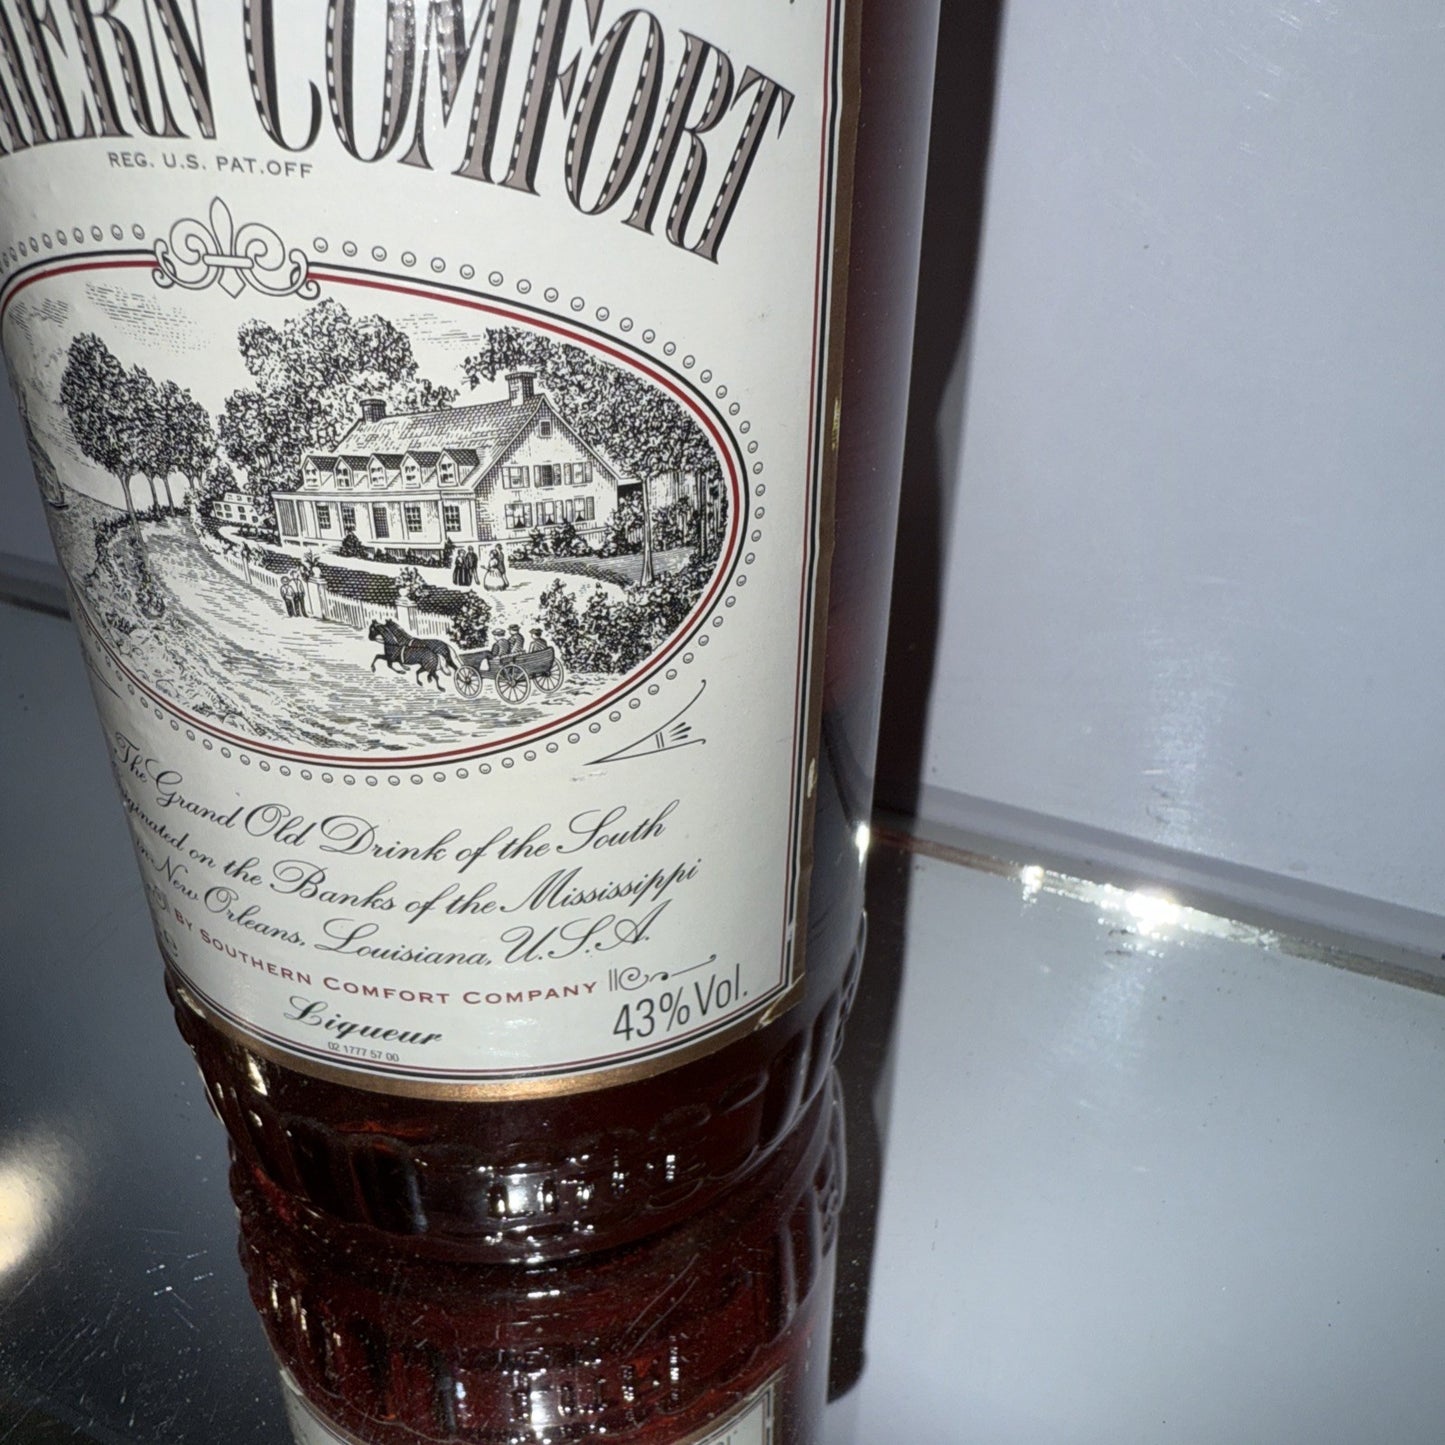 COMFORT
REG. U.S. PAT.OFF
The Grand Old Drink of the South
on the Banks of the Mississippi
New Orleans, Louisiana, U.S.A.
BY SOUTHERN COMFORT COMPANY
Liqueur
43% Vol.
02 1777 57 00